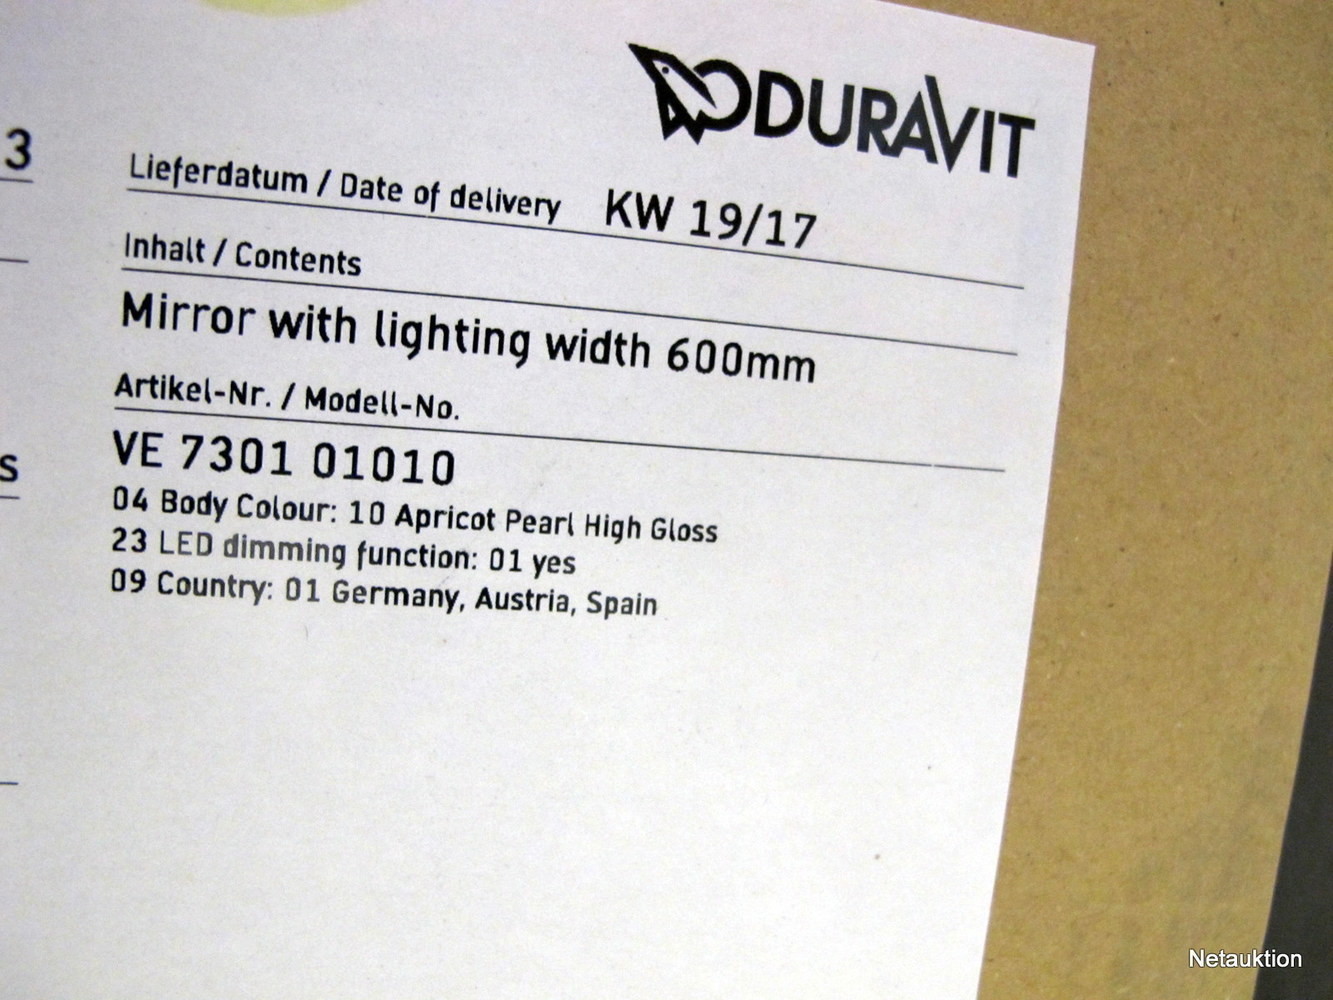 DURAVIT
3
Lieferdatum / Date of delivery KW 19/17
Inhalt / Contents
Mirror with lighting width 600mm
Artikel-Nr. / Modell-No.
s
VE 7301 01010
04 Body Colour: 10 Apricot Pearl High Gloss
23 LED dimming function: 01 yes
09 Country: 01 Germany, Austria, Spain
Netauktion